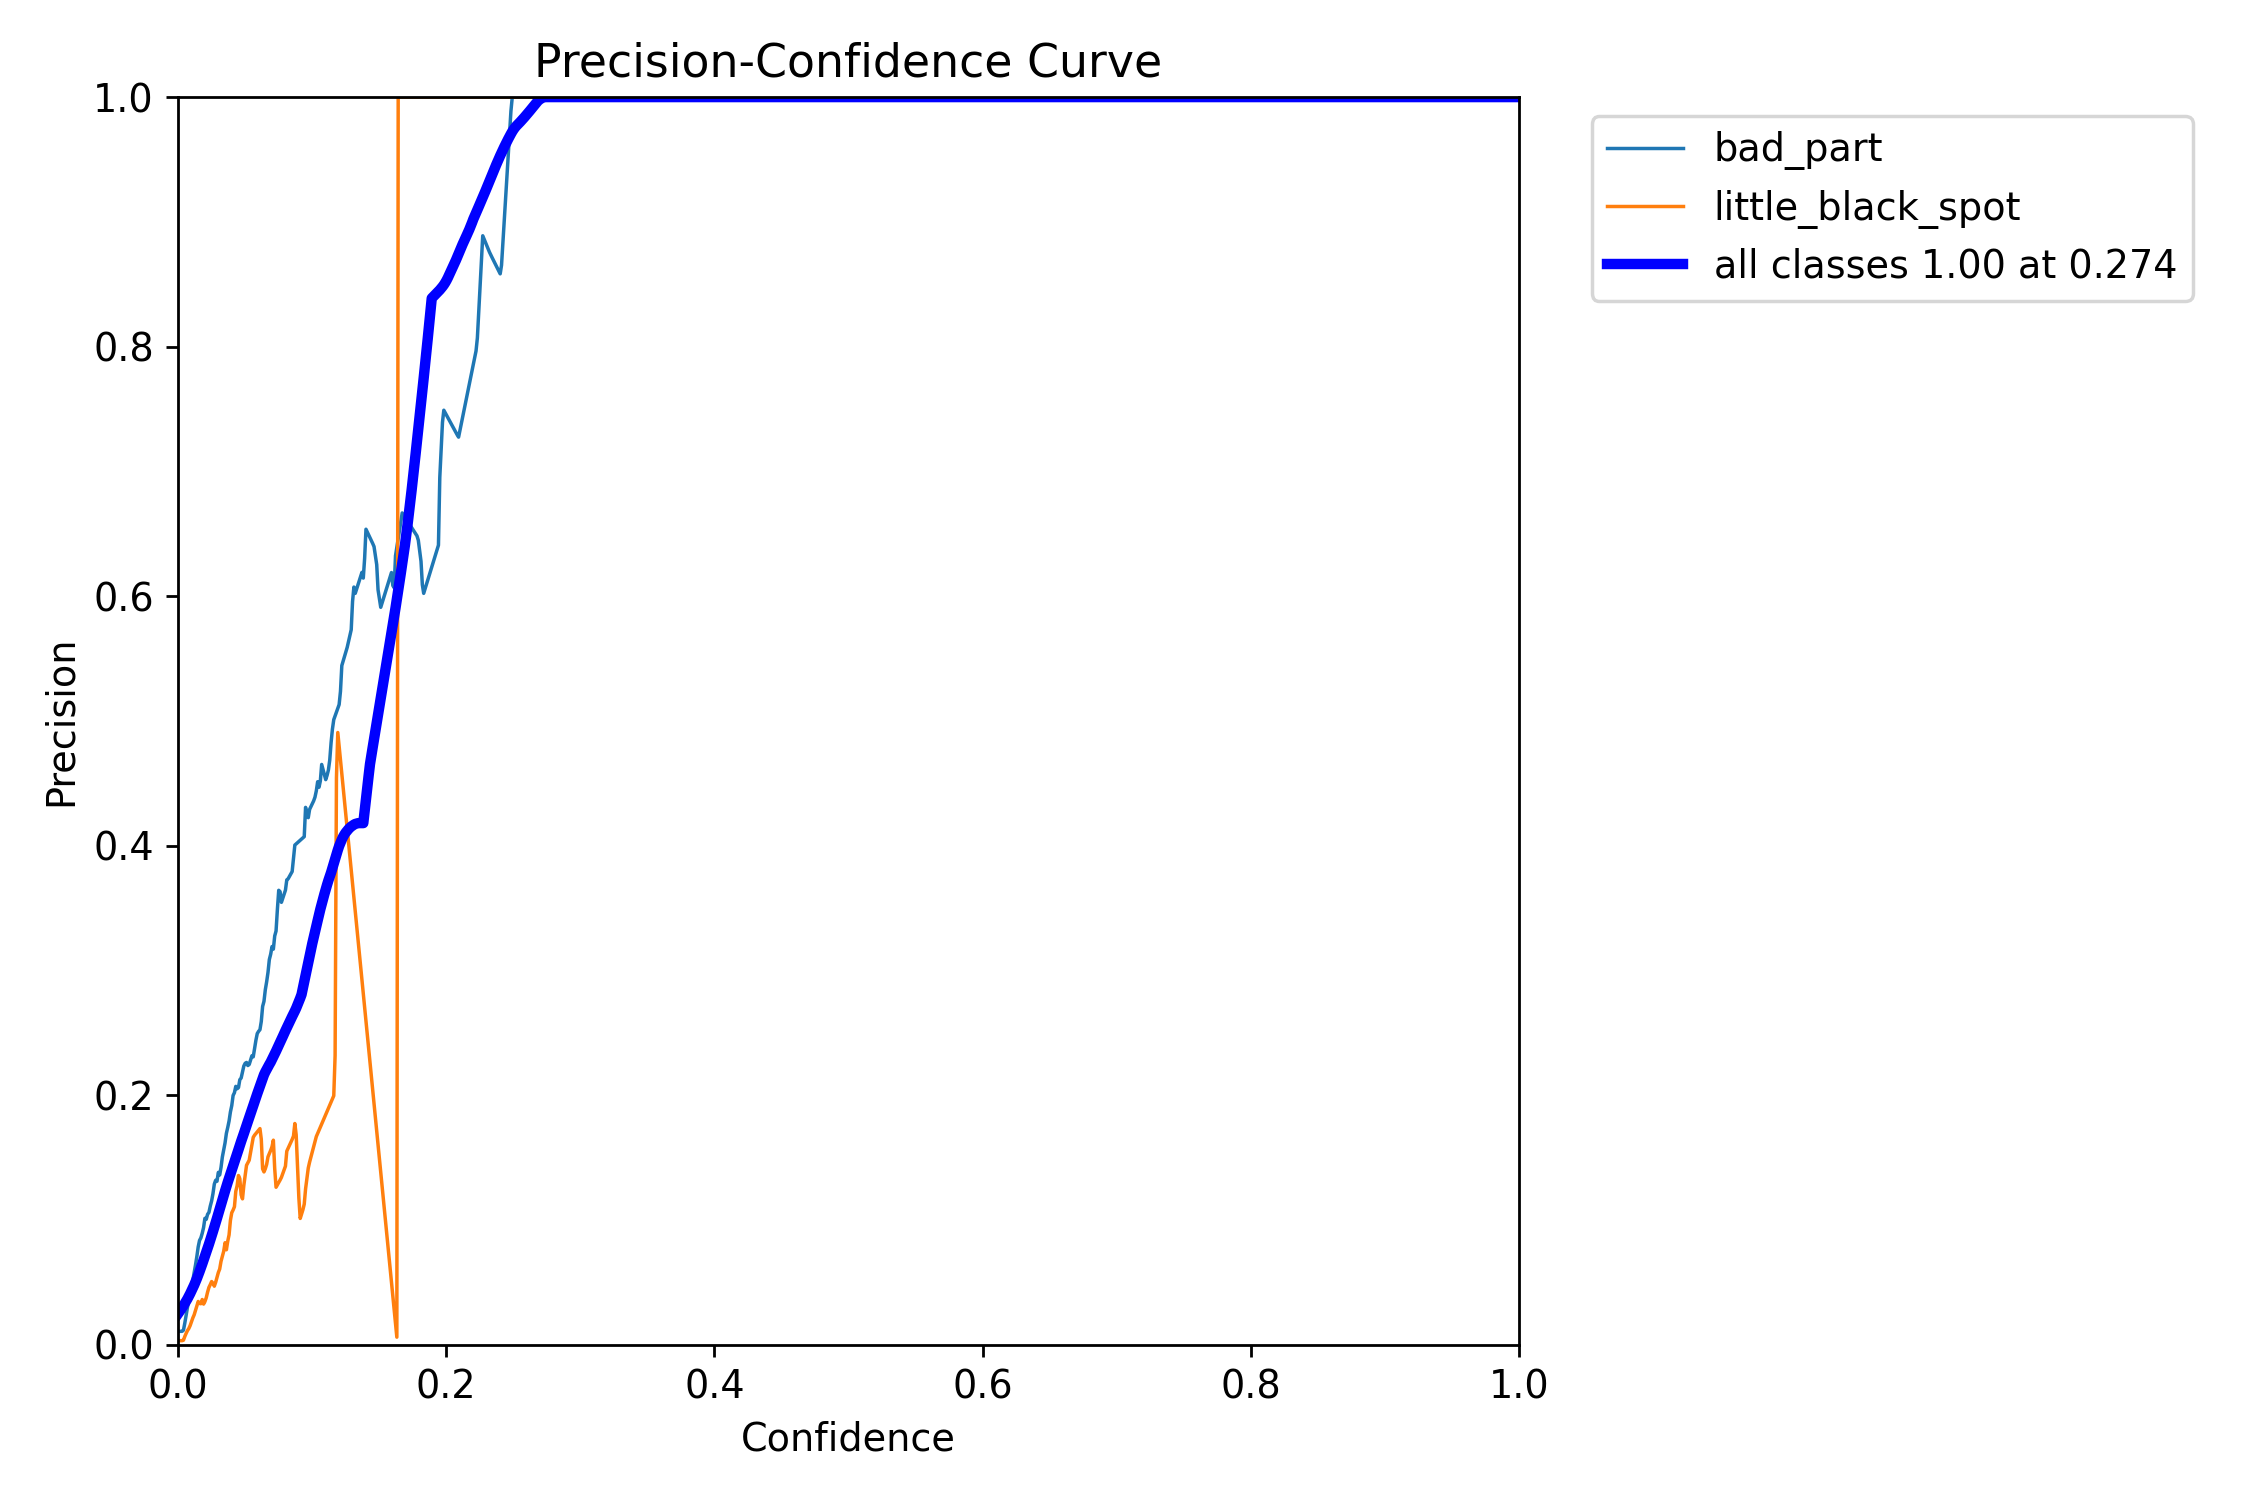 Precision-Confidence Curve
1.0
0.8
0.6
0.4
0.2
0.0
Precision
0.0 0.2 0.4 0.6 0.8 1.0
Confidence
bad_part
little_black_spot
all classes 1.00 at 0.274